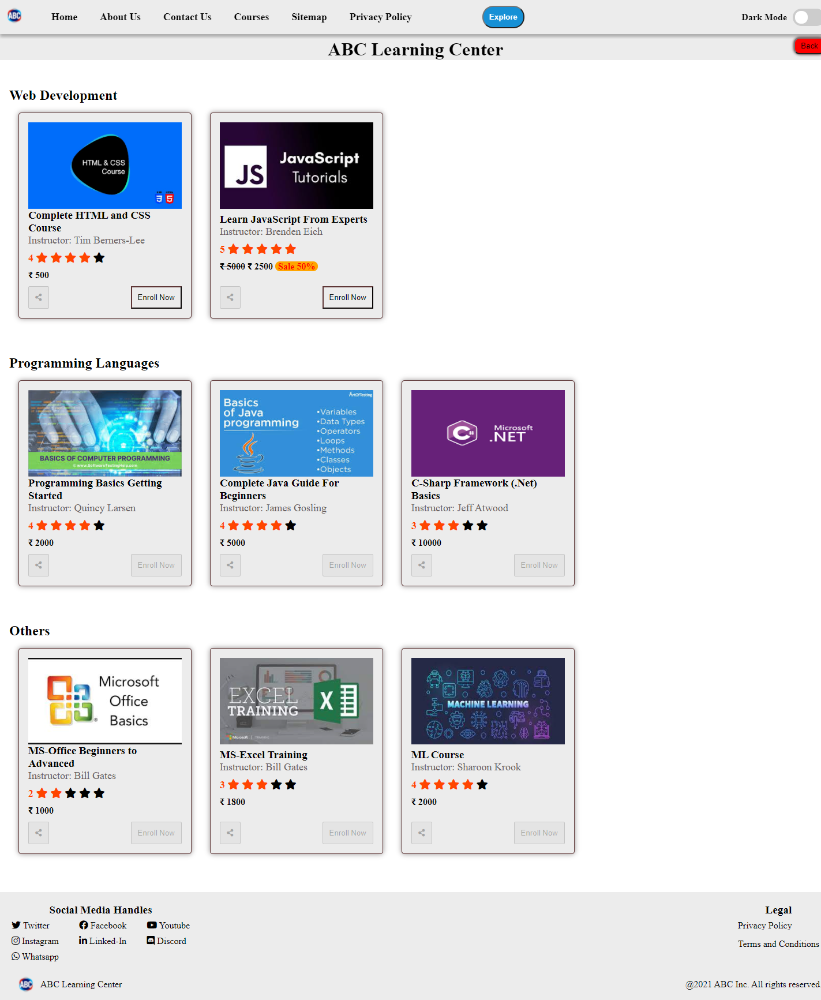 ABC Home About Us Contact Us Courses Sitemap Privacy Policy Explore Dark Mode
ABC Learning Center Back
Web Development
HTML & CSS
Course
JS JavaScript
Tutorials
Complete HTML and CSS
Course
Instructor: Tim Berners-Lee
4
₹ 500
Enroll Now
Learn JavaScript From Experts
Instructor: Brenden Eich
5
₹ 5000 ₹ 2500 Sale 50%
Enroll Now
Programming Languages
BASICS OF COMPUTER PROGRAMMING
© www.SoftwareTestingHelp.com
Programming Basics Getting
Started
Instructor: Quincy Larsen
4
₹ 2000
Enroll Now
ArtOfTesting
Basics
of Java
programming
•Variables
•Data Types
•Operators
•Loops
•Methods
•Classes
•Objects
Complete Java Guide For
Beginners
Instructor: James Gosling
4
₹ 5000
Enroll Now
C#
Microsoft
.NET
C-Sharp Framework (.Net)
Basics
Instructor: Jeff Atwood
3
₹ 10000
Enroll Now
Others
Microsoft
Office
Basics
MS-Office Beginners to
Advanced
Instructor: Bill Gates
2
₹ 1000
Enroll Now
EXCEL
TRAINING
X
Microsoft | TRAINING
MS-Excel Training
Instructor: Bill Gates
3
₹ 1800
Enroll Now
MACHINE LEARNING
ML Course
Instructor: Sharoon Krook
4
₹ 2000
Enroll Now
Social Media Handles
Twitter Facebook Youtube
Instagram Linked-In Discord
Whatsapp
Legal
Privacy Policy
Terms and Conditions
ABC ABC Learning Center
@2021 ABC Inc. All rights reserved.